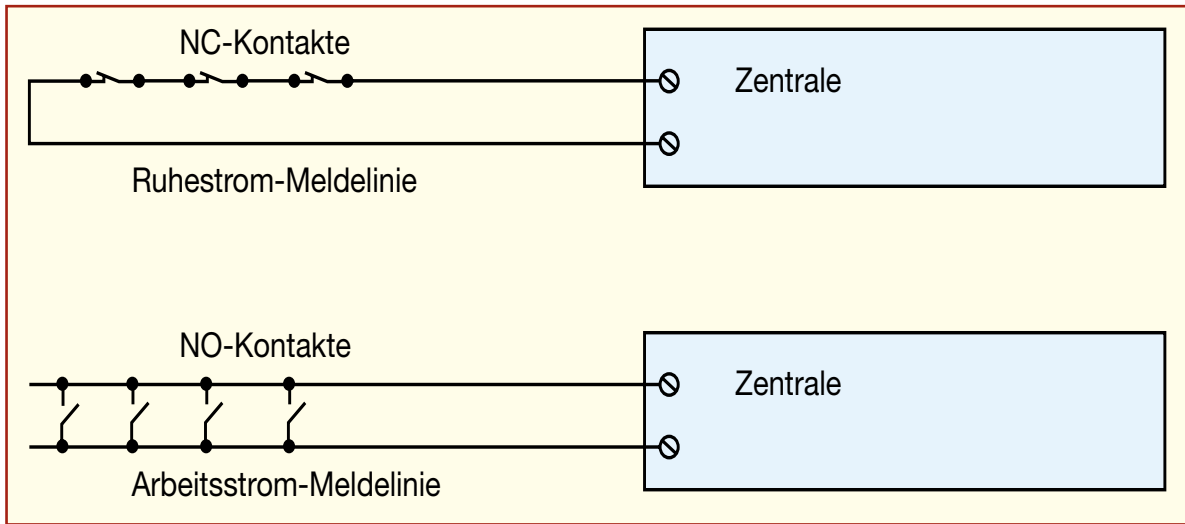 NC-Kontakte
Zentrale
Ruhestrom-Meldelinie
NO-Kontakte
Zentrale
Arbeitsstrom-Meldelinie